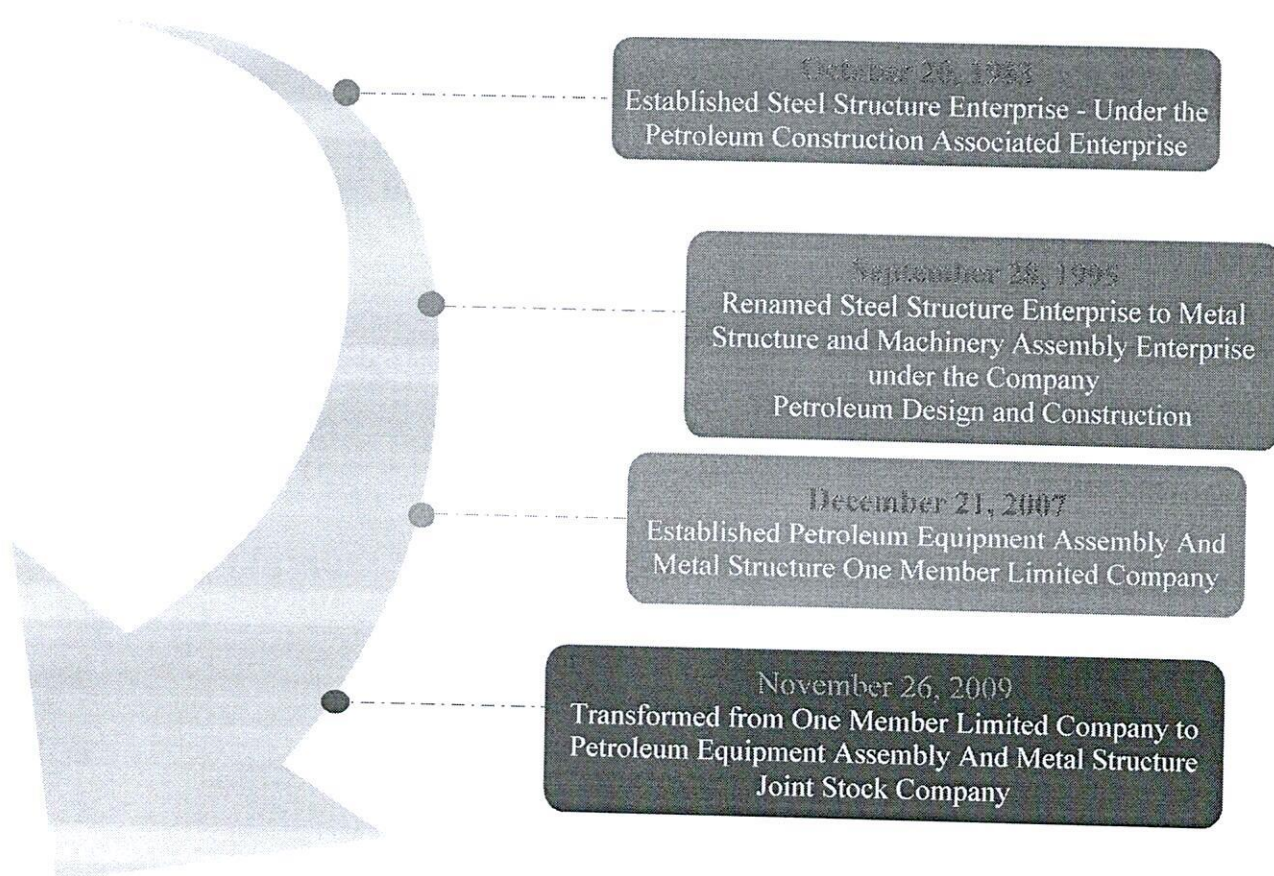 October 20, 1983
Established Steel Structure Enterprise - Under the
Petroleum Construction Associated Enterprise
September 28, 1995
Renamed Steel Structure Enterprise to Metal
Structure and Machinery Assembly Enterprise
under the Company
Petroleum Design and Construction
December 21, 2007
Established Petroleum Equipment Assembly And
Metal Structure One Member Limited Company
November 26, 2009
Transformed from One Member Limited Company to
Petroleum Equipment Assembly And Metal Structure
Joint Stock Company